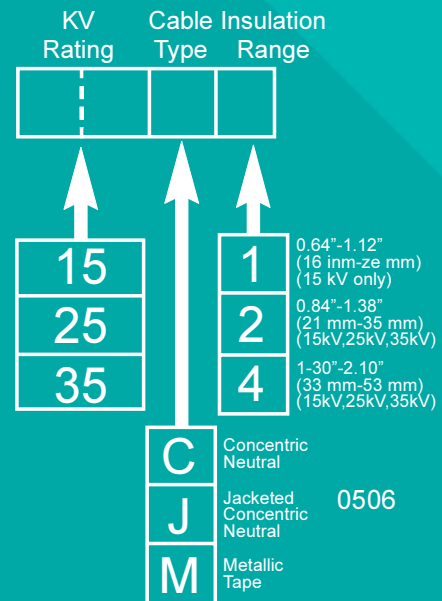 KV Rating
Cable Type
Insulation Range
15
25
35
1
0.64”-1.12”
(16 inm-ze mm)
(15 kV only)
2
0.84”-1.38”
(21 mm-35 mm)
(15kV,25kV,35kV)
4
1-30”-2.10”
(33 mm-53 mm)
(15kV,25kV,35kV)
C
Concentric
Neutral
J
Jacketed
Concentric
Neutral
M
Metallic
Tape
0506